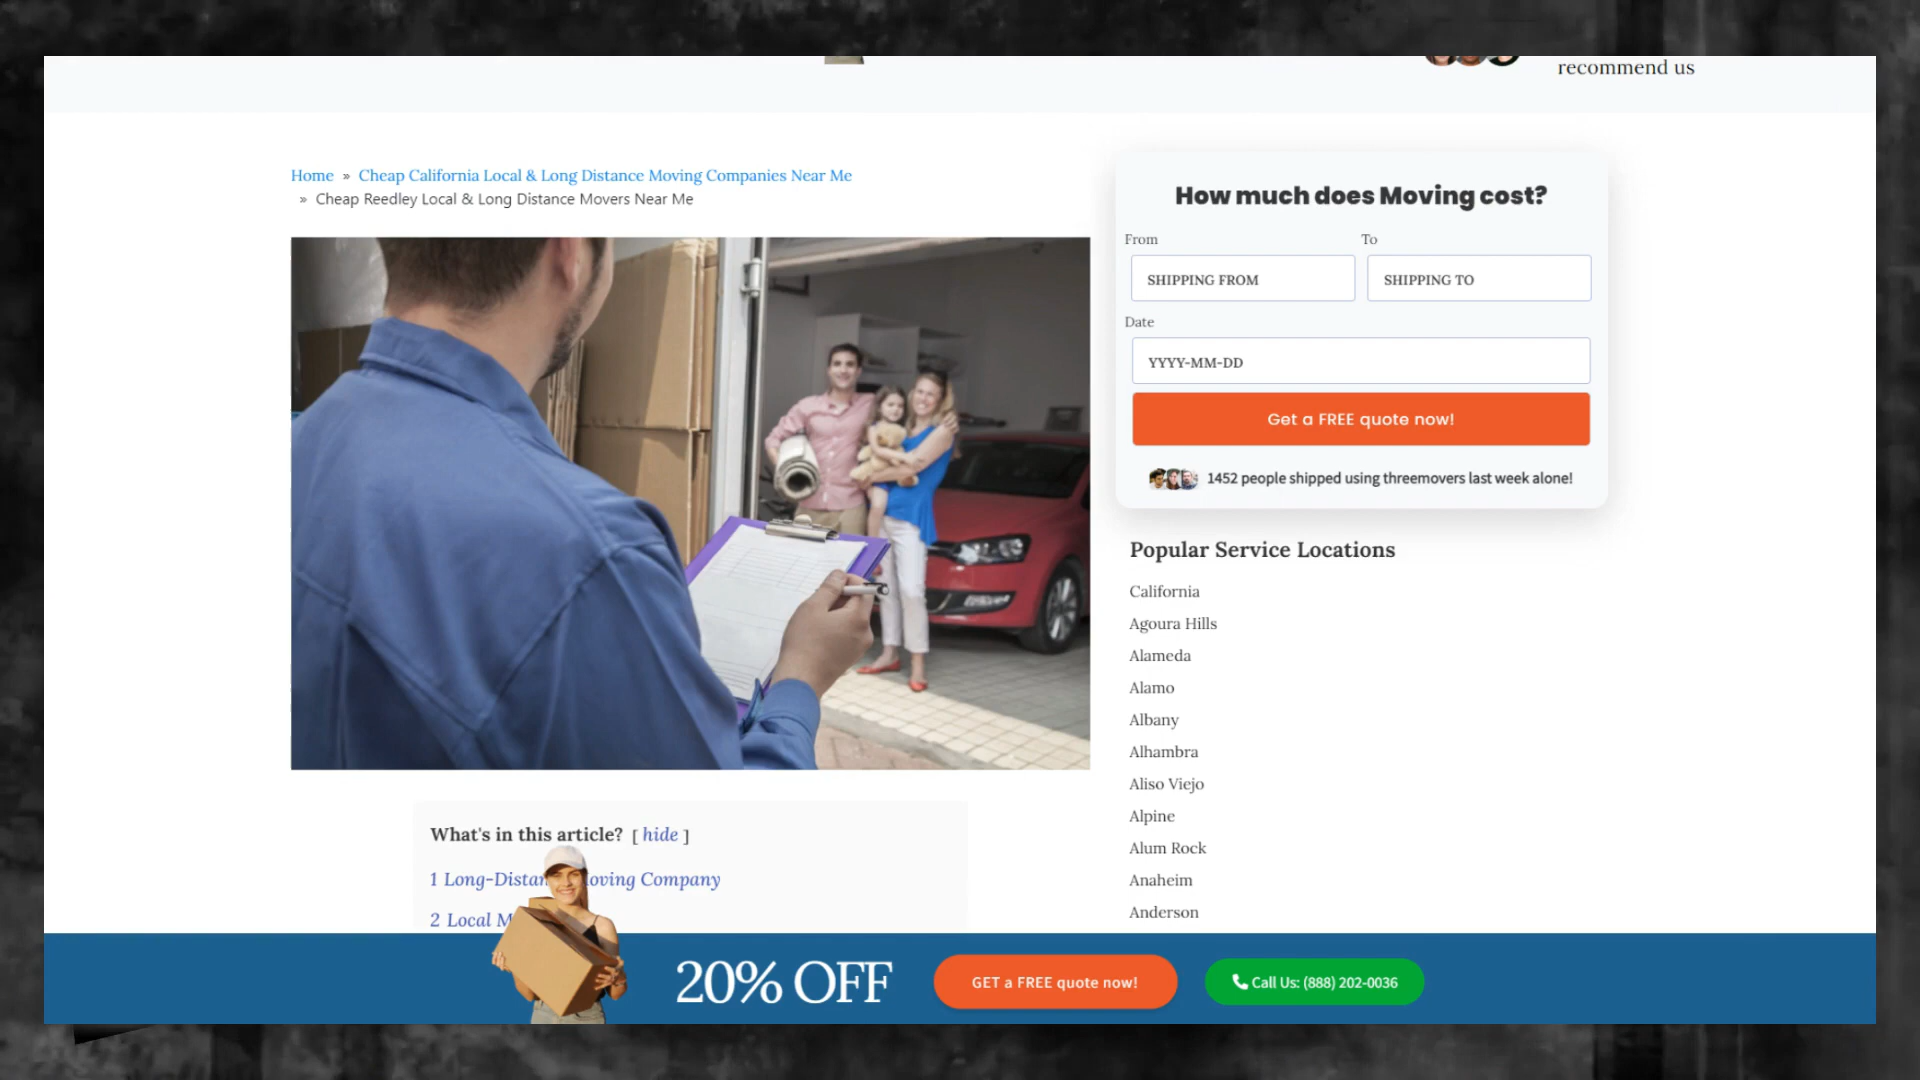 recommend us
Home » Cheap California Local & Long Distance Moving Companies Near Me
» Cheap Reedley Local & Long Distance Movers Near Me
How much does Moving cost?
From To
SHIPPING FROM SHIPPING TO
Date
YYYY-MM-DD
Get a FREE quote now!
1452 people shipped using threemovers last week alone!
Popular Service Locations
California
Agoura Hills
Alameda
Alamo
Albany
Alhambra
Aliso Viejo
Alpine
Alum Rock
Anaheim
Anderson
What's in this article? [ hide ]
1 Long-Distan oving Company
2 Local M
20% OFF
GET a FREE quote now!
Call Us: (888) 202-0036